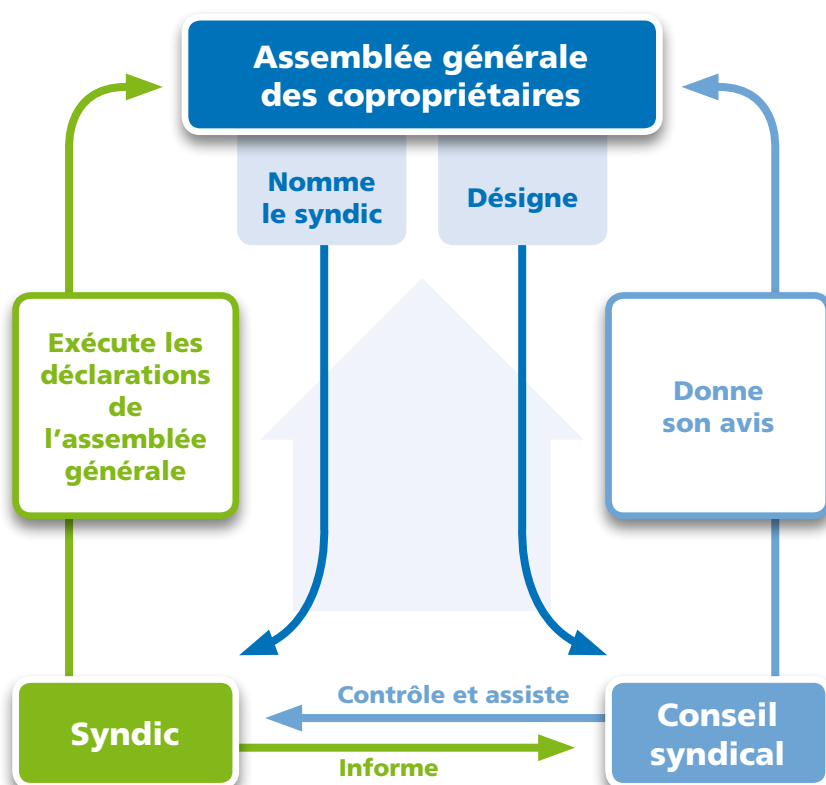 Assemblée générale
des copropriétaires
Nomme
le syndic
Désigne
Exécute les
déclarations
de
l'assemblée
générale
Donne
son avis
Contrôle et assiste
Syndic
Conseil
syndical
Informe